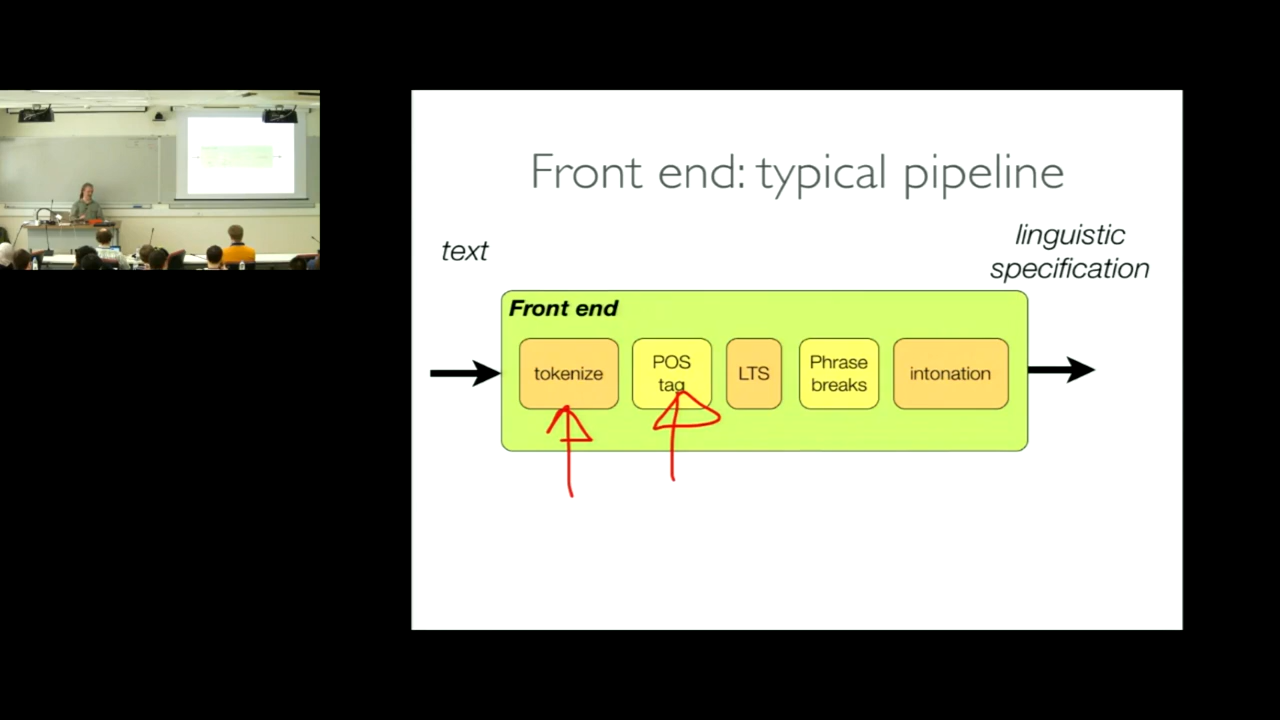 Front end: typical pipeline
text
linguistic
specification
Front end
tokenize
POS
tag
LTS
Phrase
breaks
intonation